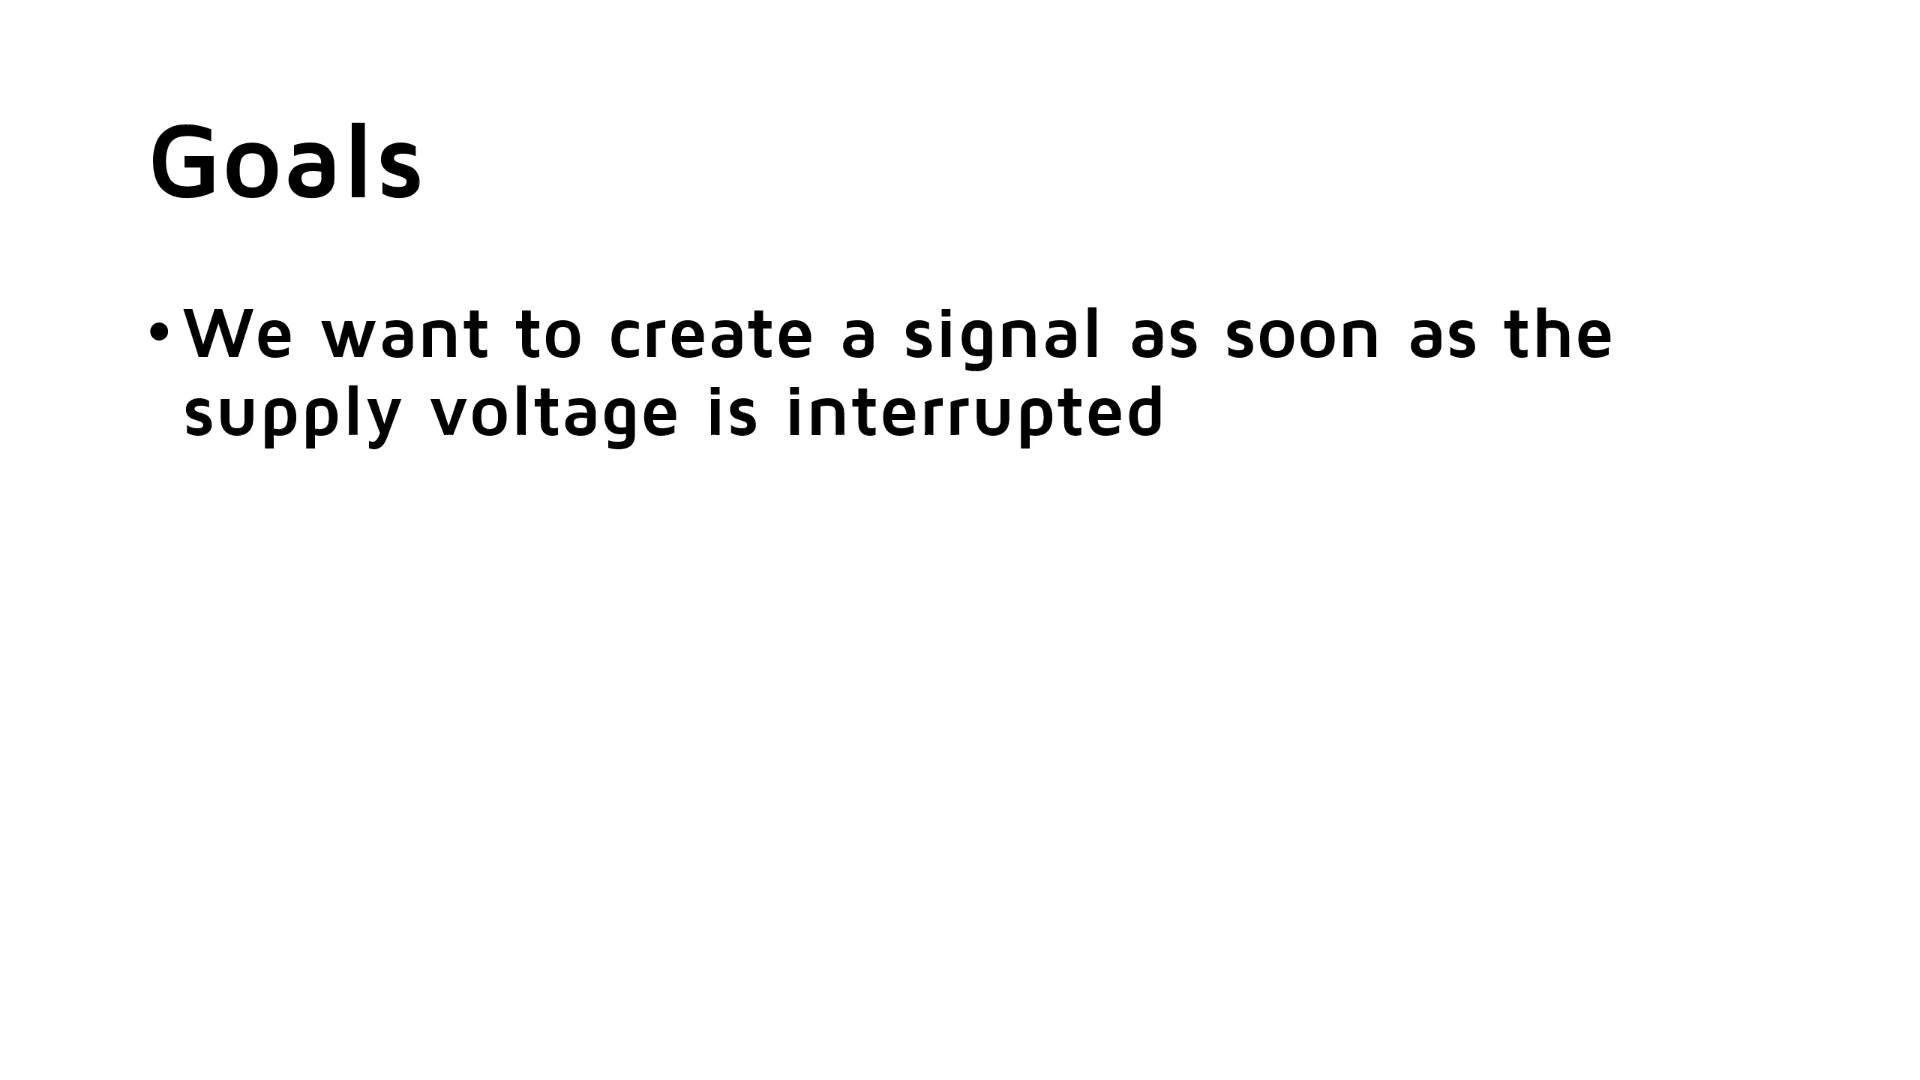 Goals
• We want to create a signal as soon as the
supply voltage is interrupted